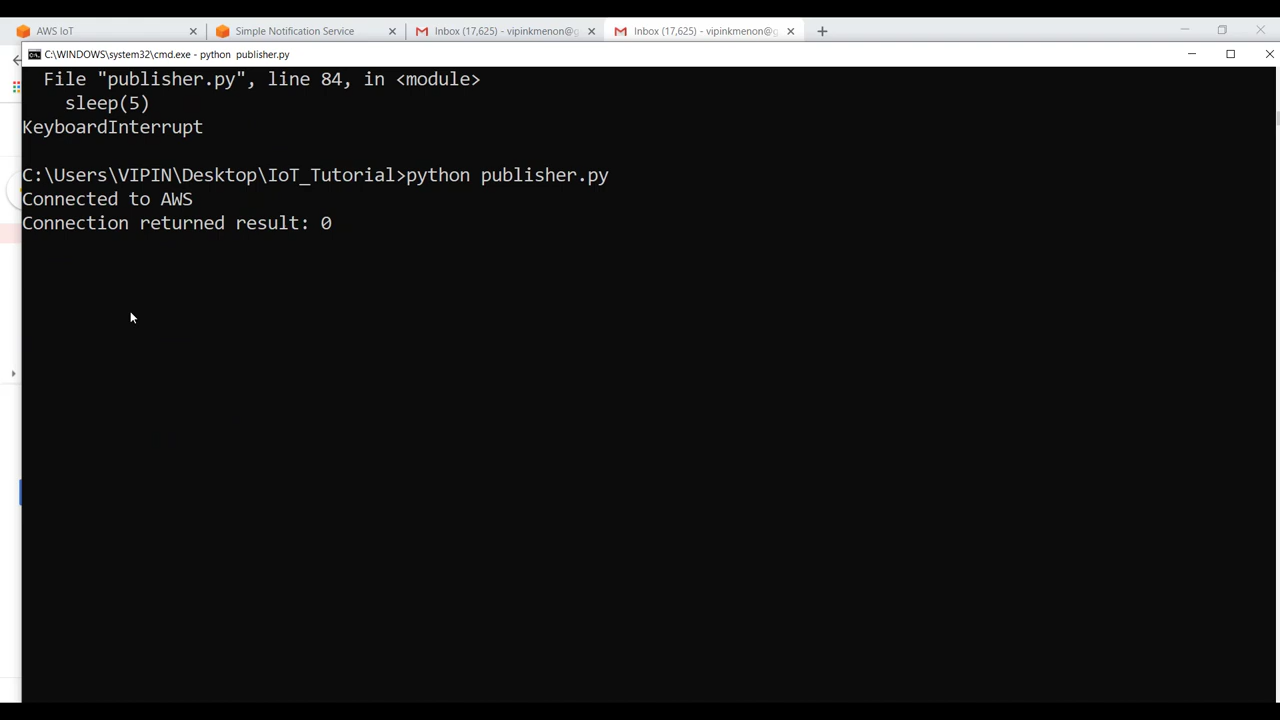 AWS IoT
Simple Notification Service
Inbox (17,625) - vipinkmenon@g
Inbox (17,625) - vipinkmenon@g
C:\WINDOWS\system32\cmd.exe - python  publisher.py
File "publisher.py", line 84, in <module>
sleep(5)
KeyboardInterrupt
C:\Users\VIPIN\Desktop\IoT_Tutorial>python publisher.py
Connected to AWS
Connection returned result: 0